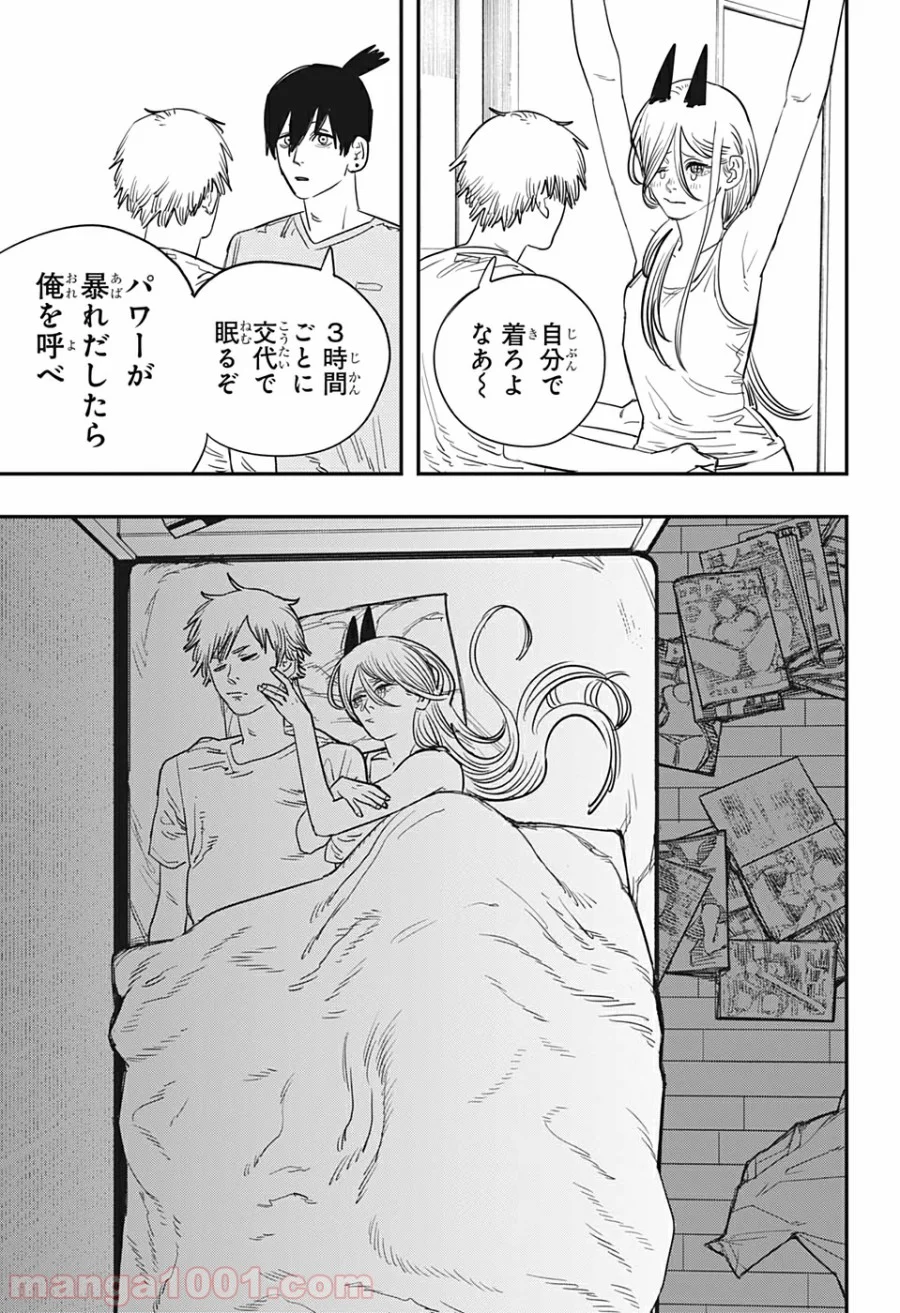 自分で
着ろよ
なあ〜
3時間
ごとに
交代で
眠るぞ
パワーが
暴れだしたら
俺を呼べ
manga1001.com